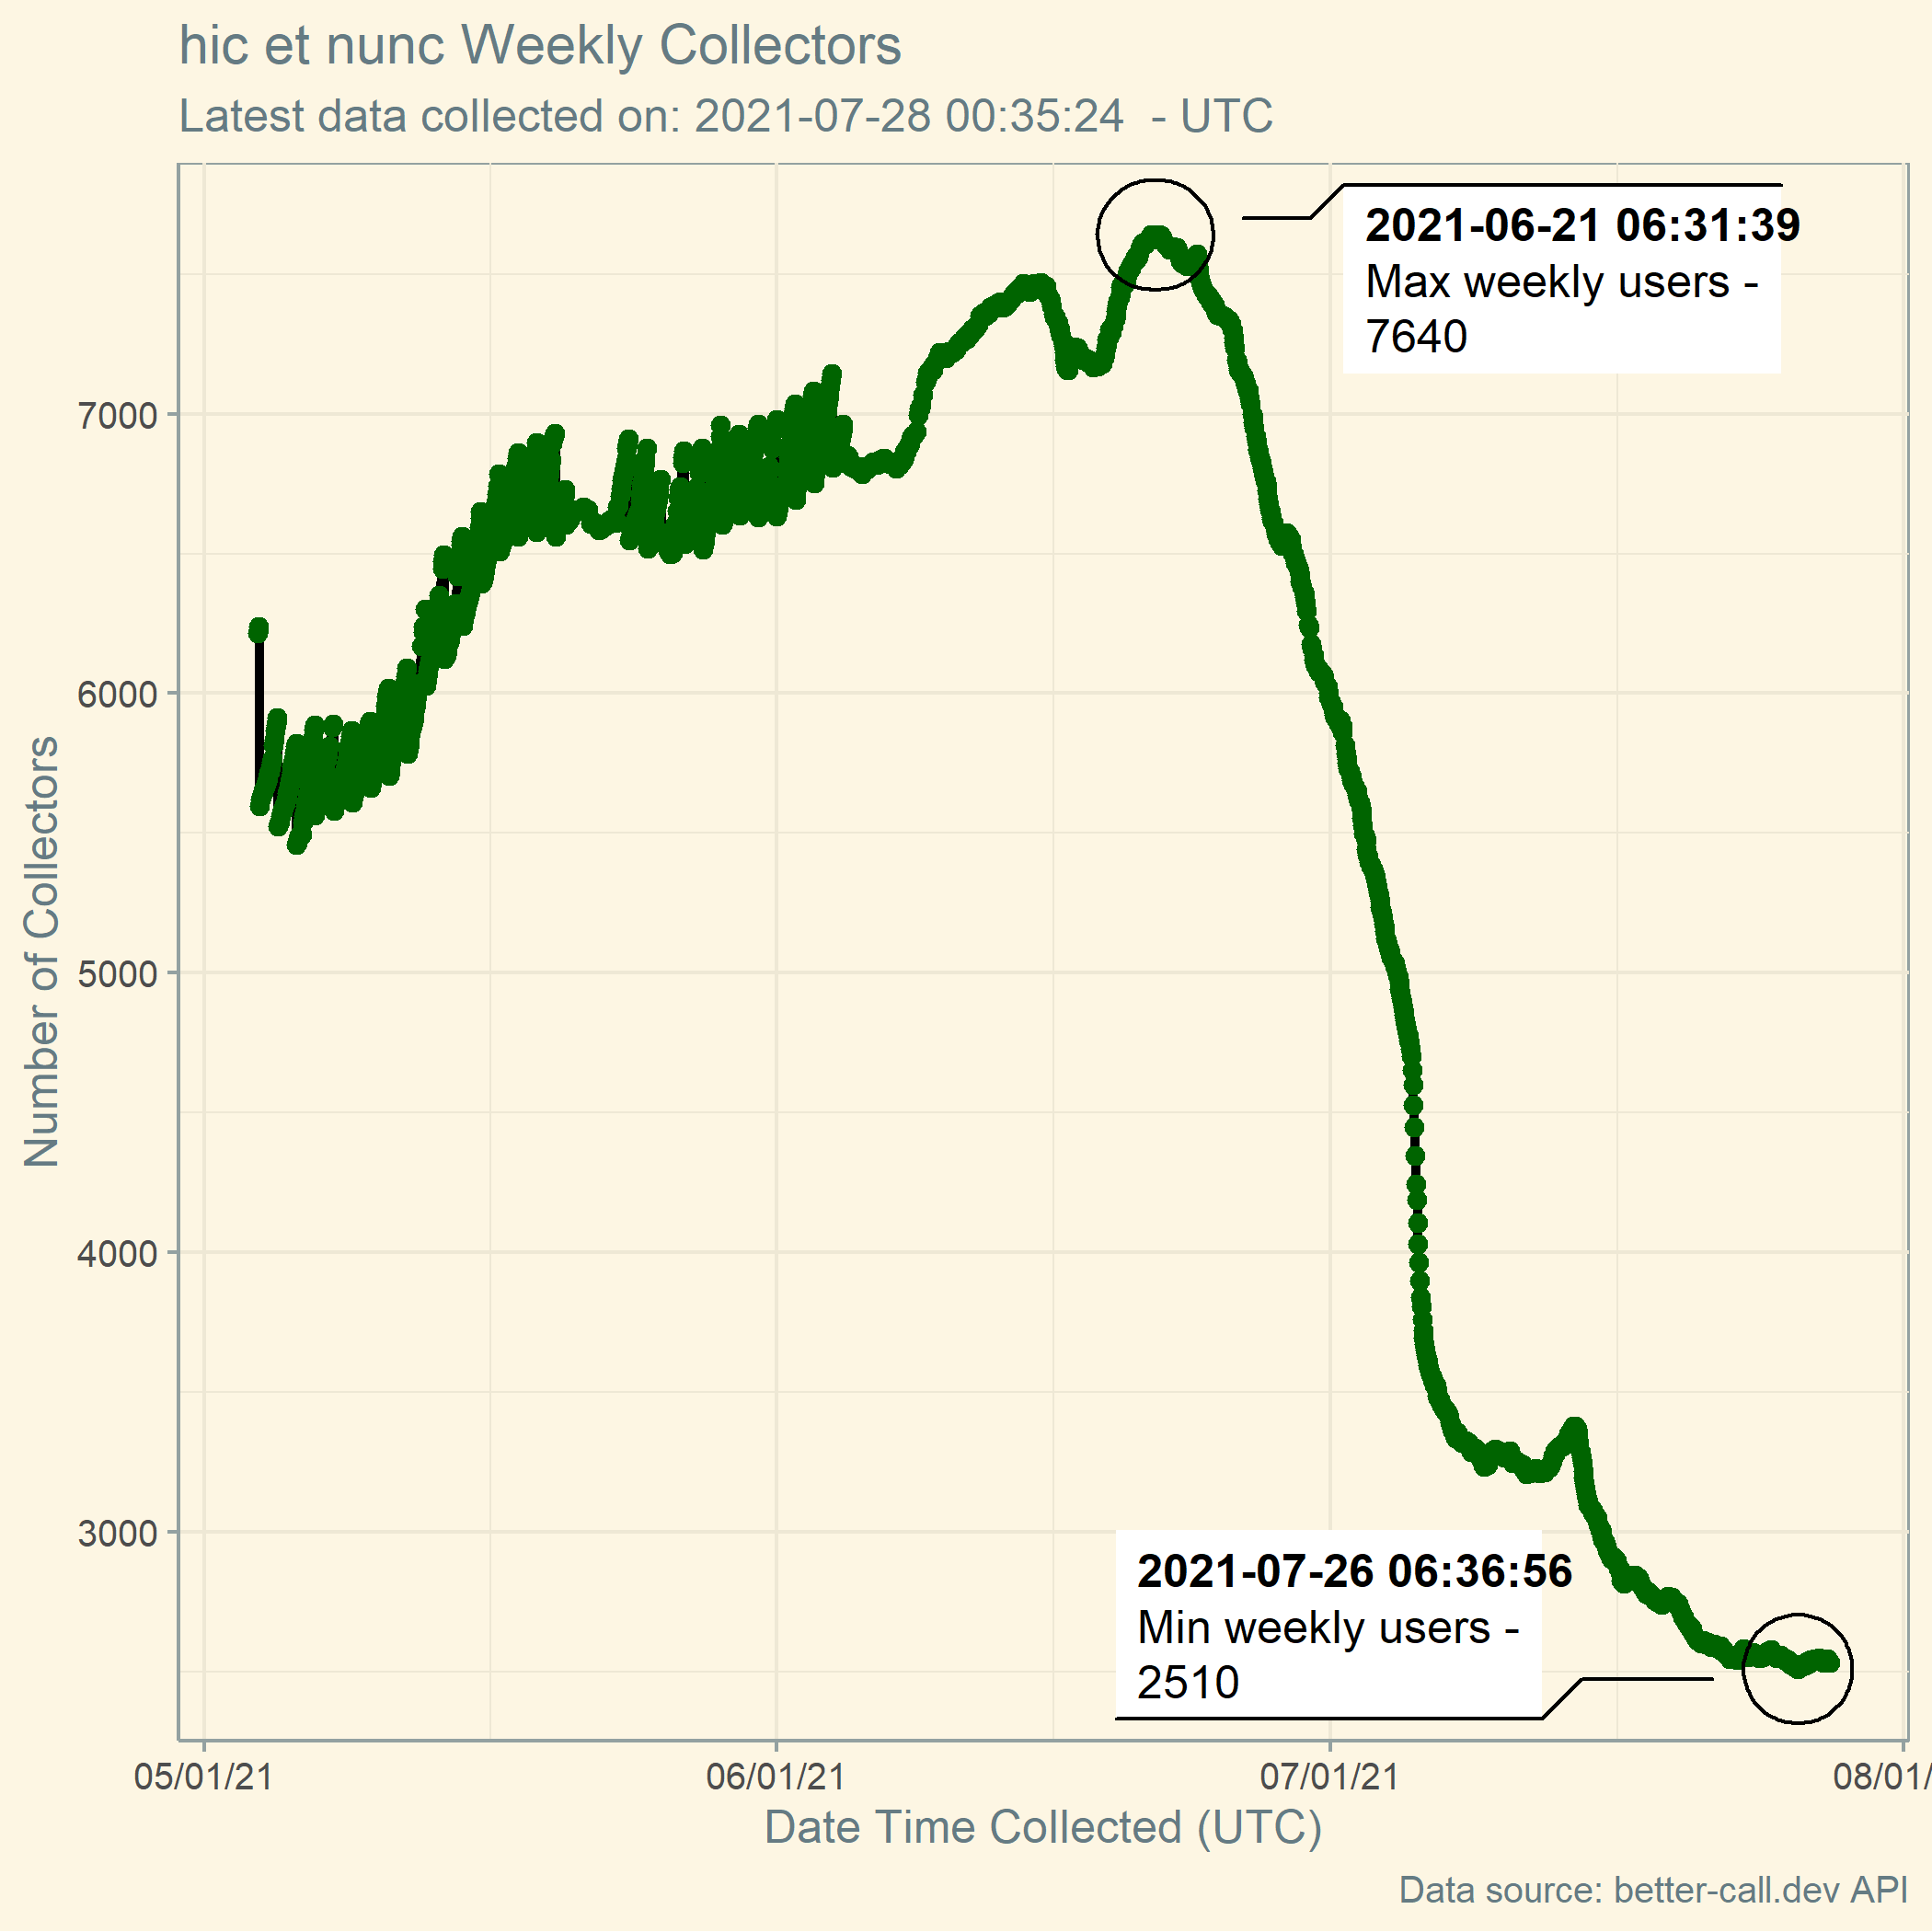 hic et nunc Weekly Collectors
Latest data collected on: 2021-07-28 00:35:24 - UTC
2021-06-21 06:31:39
Max weekly users -
7640
7000
6000
5000
4000
3000
Number of Collectors
2021-07-26 06:36:56
Min weekly users -
2510
05/01/21 06/01/21 07/01/21 08/01/
Date Time Collected (UTC)
Data source: better-call.dev API